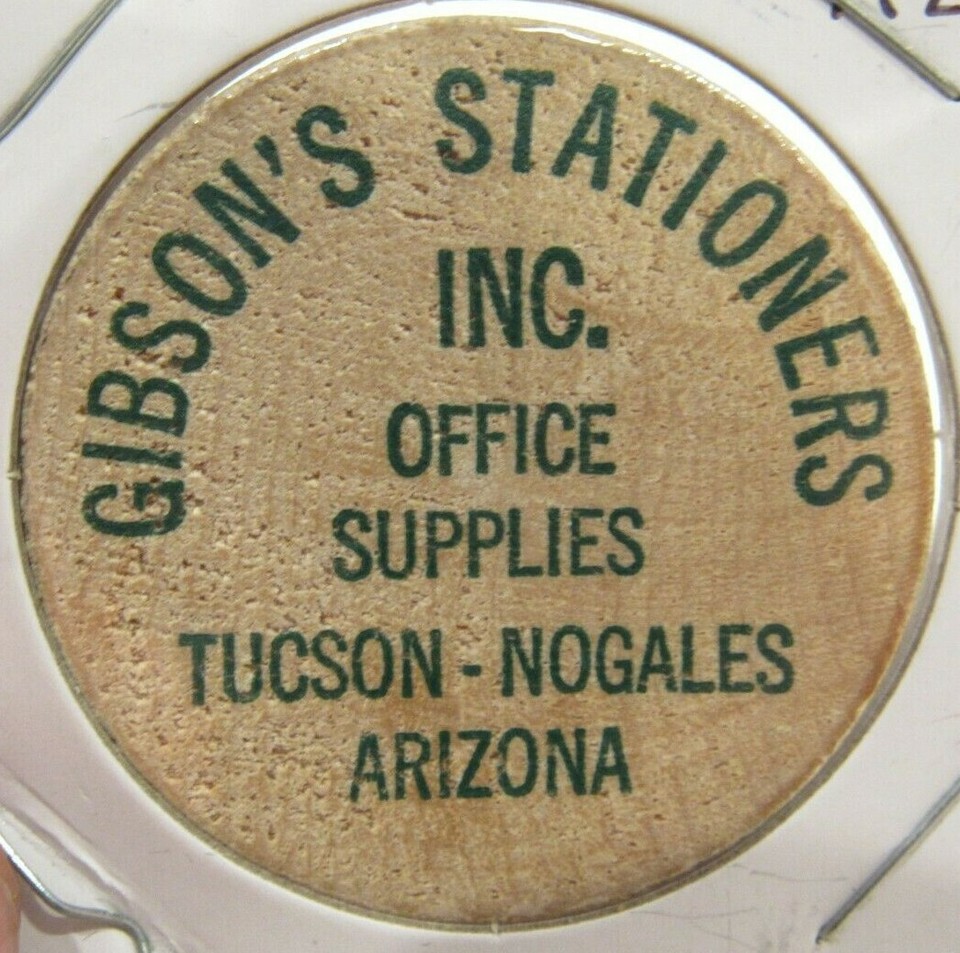 GIBSON'S STATIONERS
INC.
OFFICE
SUPPLIES
TUCSON - NOGALES
ARIZONA